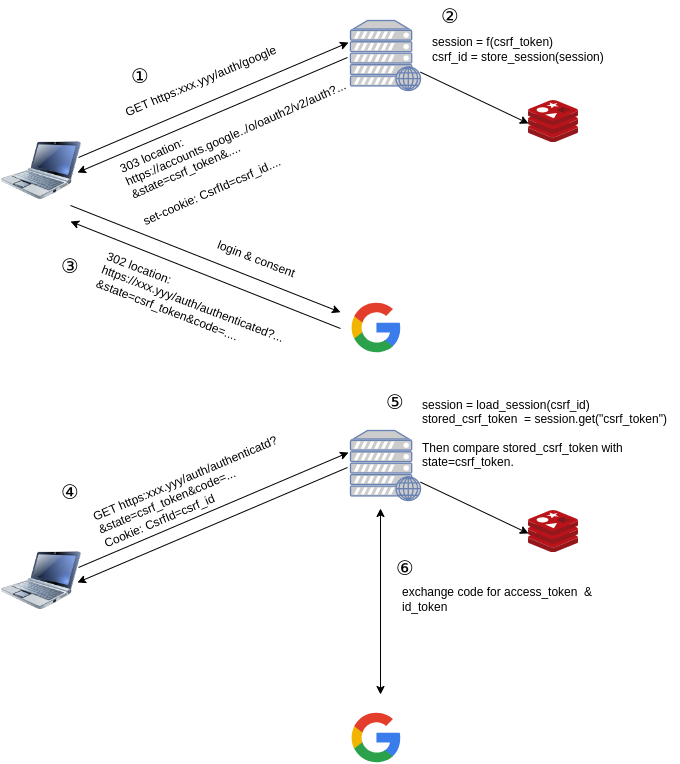 ①
GET https:xxx.yyy/auth/google
②
session = f(csrf_token)
csrf_id = store_session(session)
303 location:
https://accounts.google../o/oauth2/v2/auth?...
&state=csrf_token&....
set-cookie: CsrfId=csrf_id....
login & consent
③
302 location:
https://xxx.yyy/auth/authenticated?...
&state=csrf_token&code=....
④
GET https:xxx.yyy/auth/authenticatd?
&state=csrf_token&code=...
Cookie: CsrfId=csrf_id
⑤
session = load_session(csrf_id)
stored_csrf_token = session.get("csrf_token")
Then compare stored_csrf_token with
state=csrf_token.
⑥
exchange code for access_token &
id_token